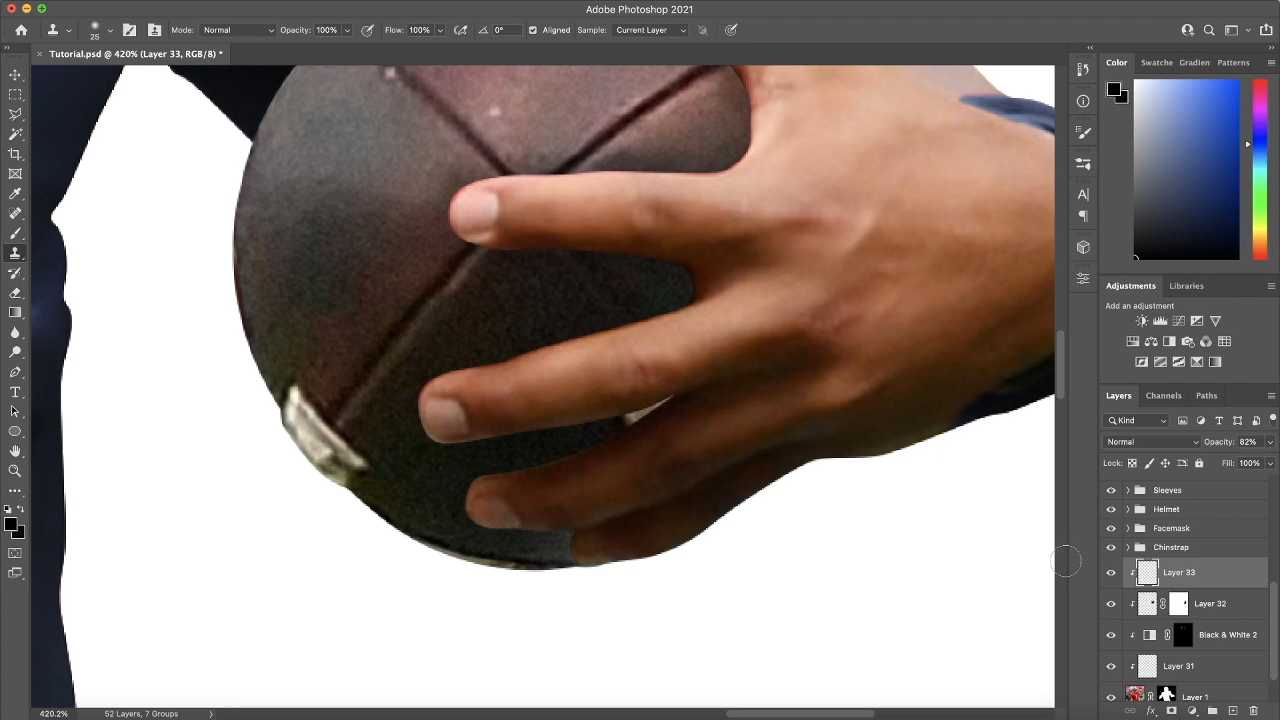 Adobe Photoshop 2021
25
Mode: Normal
Opacity: 100%
Flow: 100%
0°
Aligned
Sample: Current Layer
Tutorial.psd @ 420% (Layer 33, RGB/8) *
Color
Swatche
Gradien
Patterns
Adjustments
Libraries
Add an adjustment
Layers
Channels
Paths
Kind
Normal
Opacity: 82%
Lock:
Fill: 100%
Sleeves
Helmet
Facemask
Chinstrap
Layer 33
Layer 32
Black & White 2
Layer 31
Layer 1
420.2%
52 Layers, 7 Groups